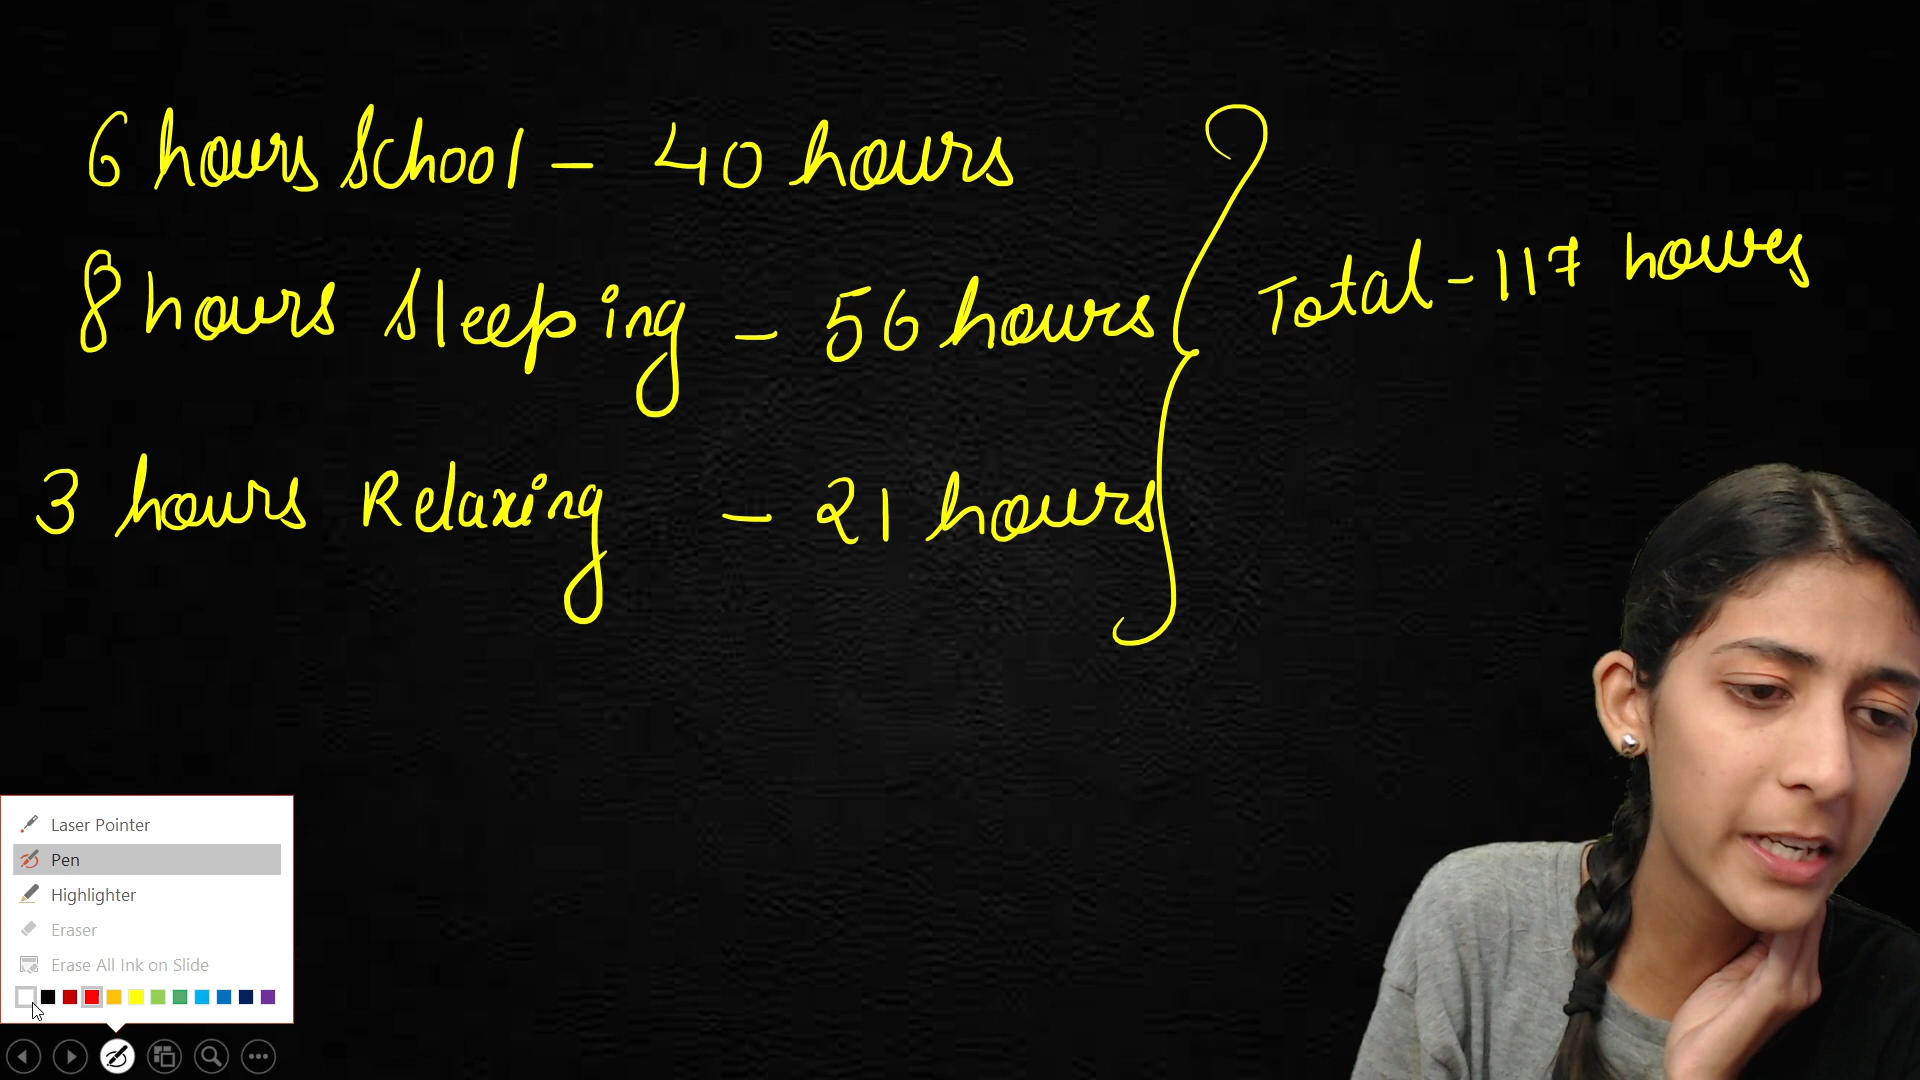 6 hours School - 40 hours
8 hours Sleeping - 56 hours
3 hours Relaxing - 21 hours
Total - 117 hours
Laser Pointer
Pen
Highlighter
Eraser
Erase All Ink on Slide